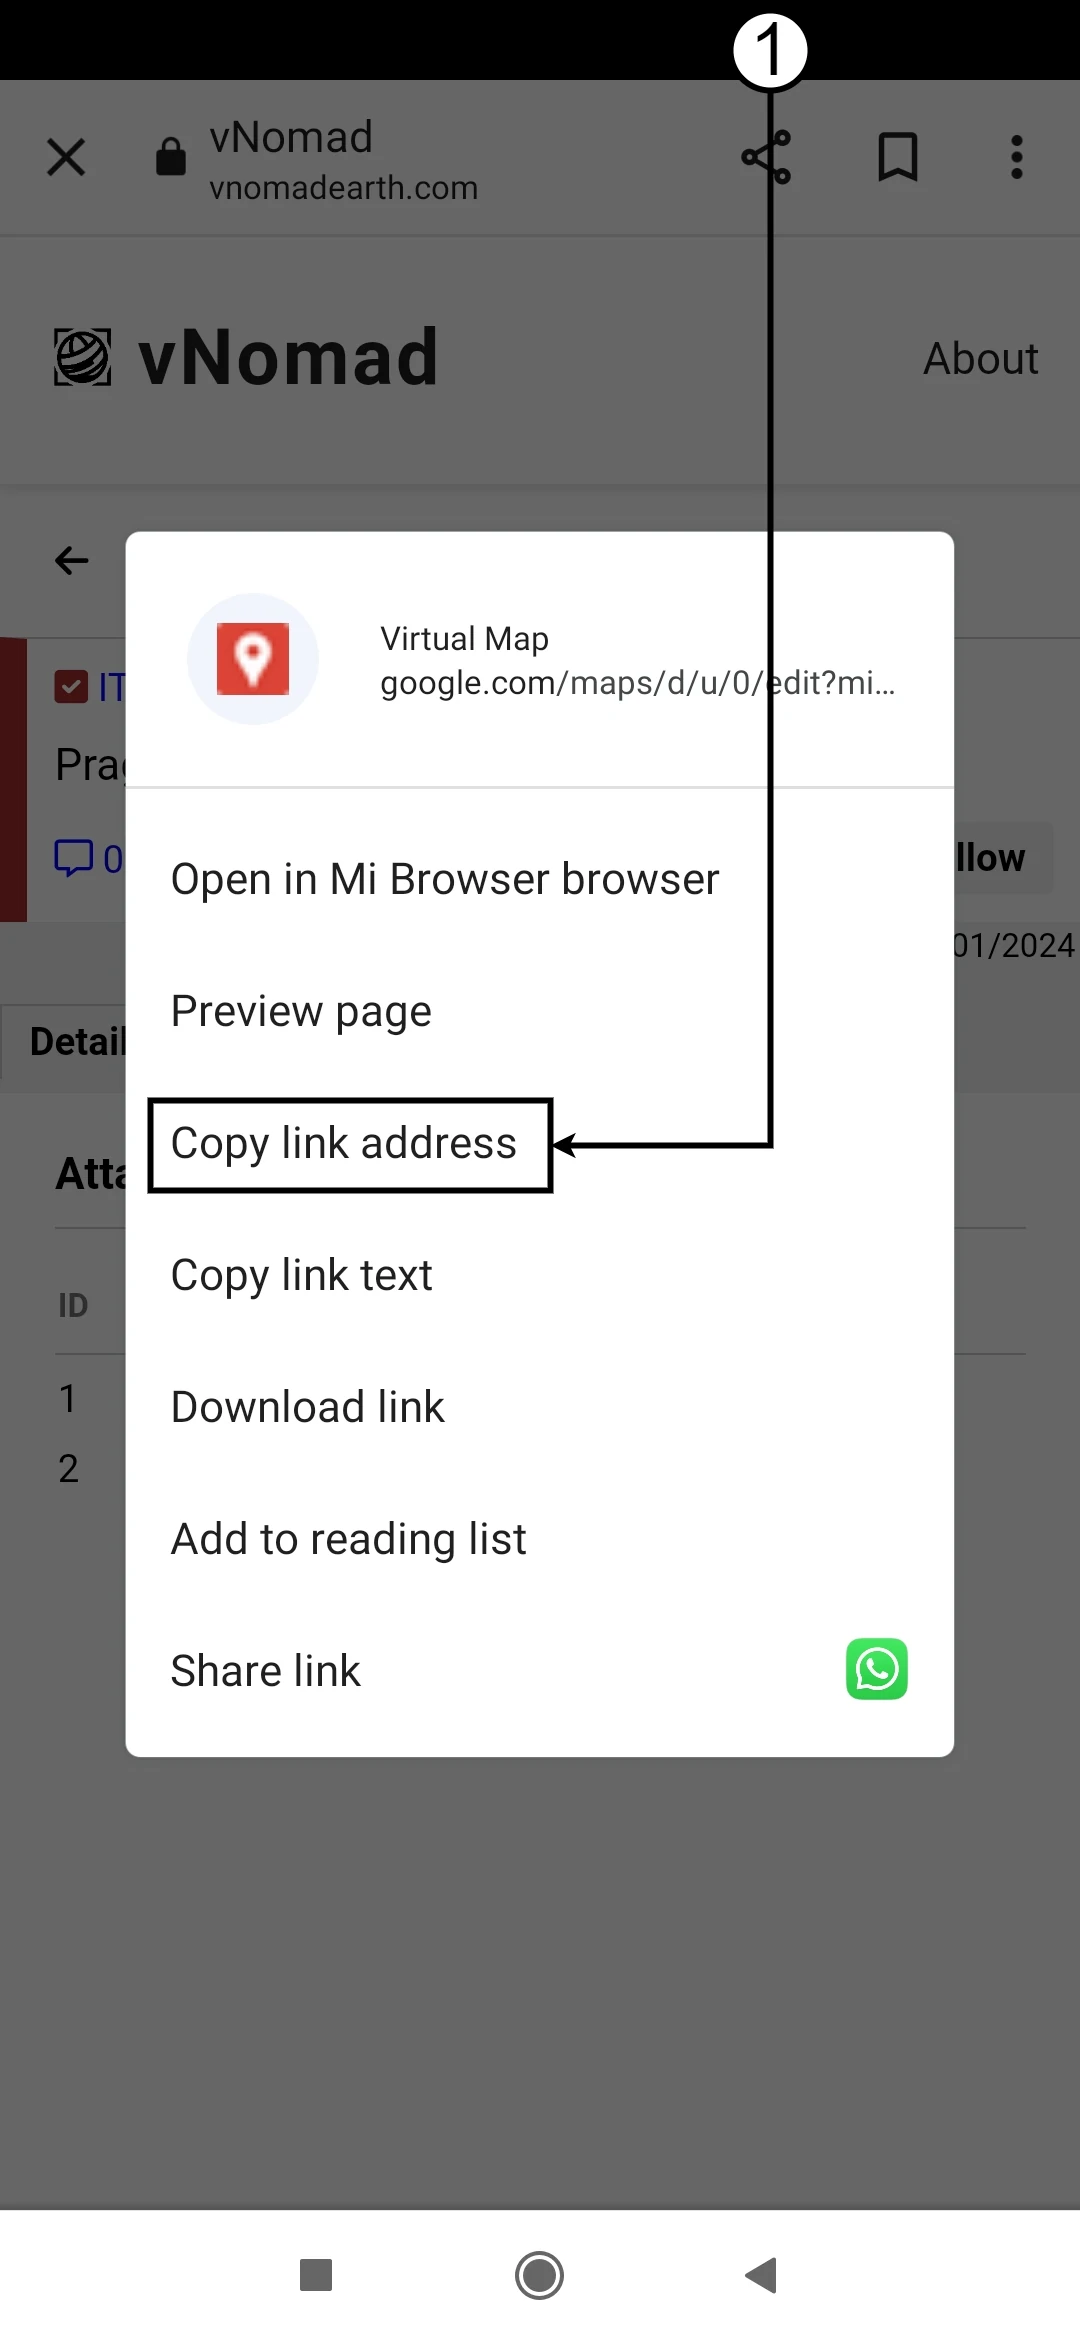 1
vNomad
vnomadearth.com
vNomad
About
Virtual Map
google.com/maps/d/u/0/edit?mi...
IT
Prag
0
llow
01/2024
Open in Mi Browser browser
Preview page
Detail
Copy link address
Atta
Copy link text
ID
1
Download link
2
Add to reading list
Share link